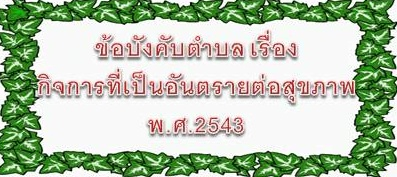 ข้อบังคับตำบล เรื่อง
กิจการที่เป็นอันตรายต่อสุขภาพ
พ.ศ.2543